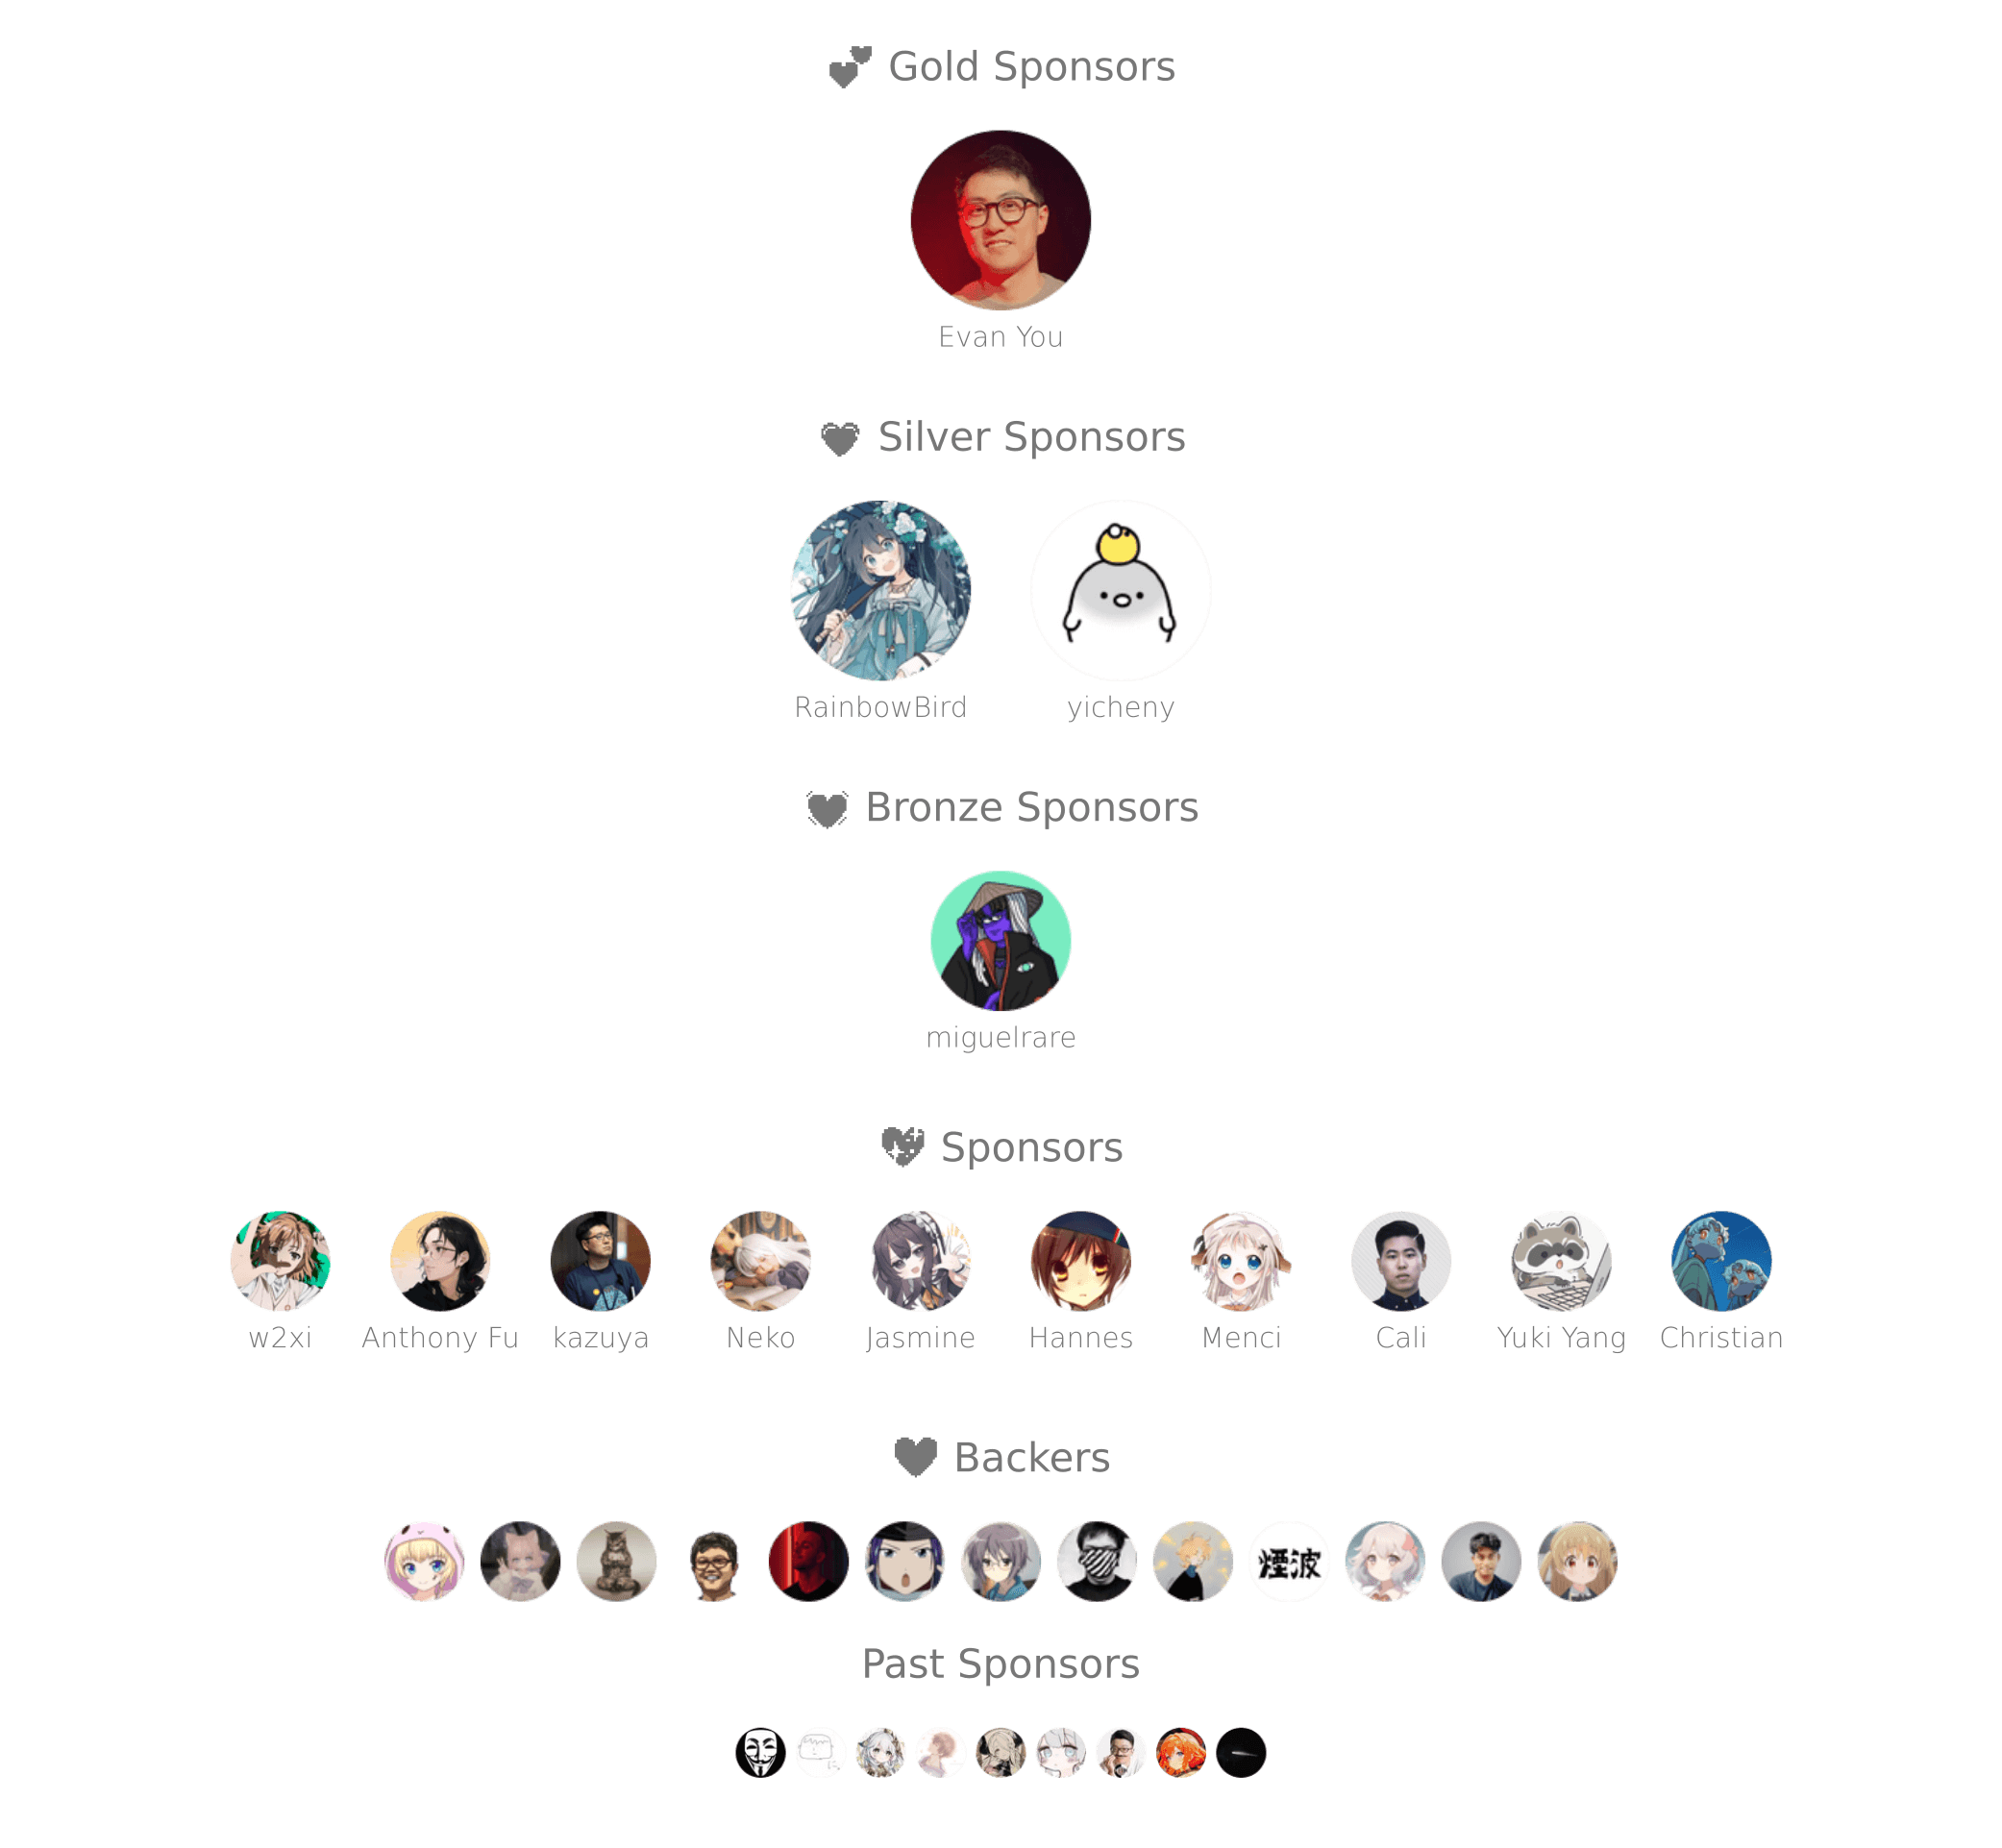 Gold Sponsors
Evan You
Silver Sponsors
RainbowBird yicheny
Bronze Sponsors
miguelrare
Sponsors
w2xi Anthony Fu kazuya Neko Jasmine Hannes Menci Cali Yuki Yang Christian
Backers
煙波
Past Sponsors